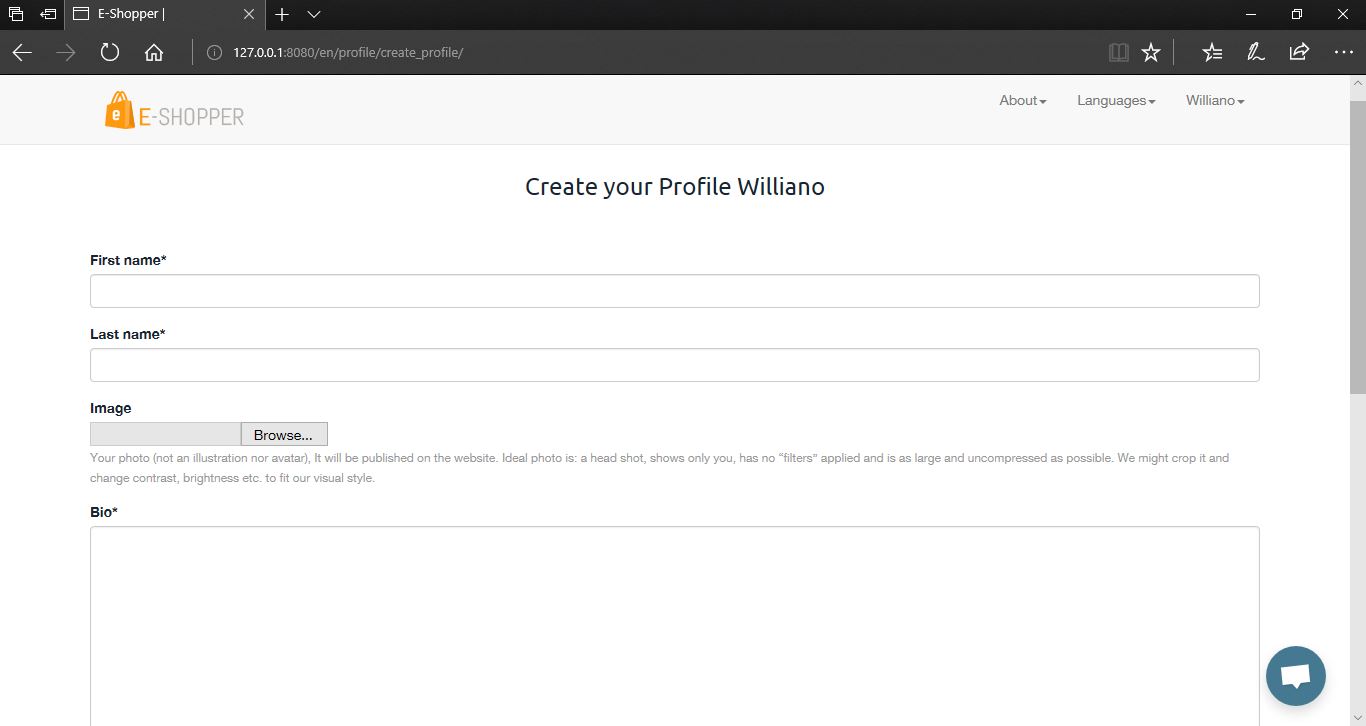 E-Shopper |
127.0.0.1:8080/en/profile/create_profile/
e E-SHOPPER
About
Languages
Williano
Create your Profile Williano
First name*
Last name*
Image
Browse...
Your photo (not an illustration nor avatar), It will be published on the website. Ideal photo is: a head shot, shows only you, has no “filters” applied and is as large and uncompressed as possible. We might crop it and
change contrast, brightness etc. to fit our visual style.
Bio*